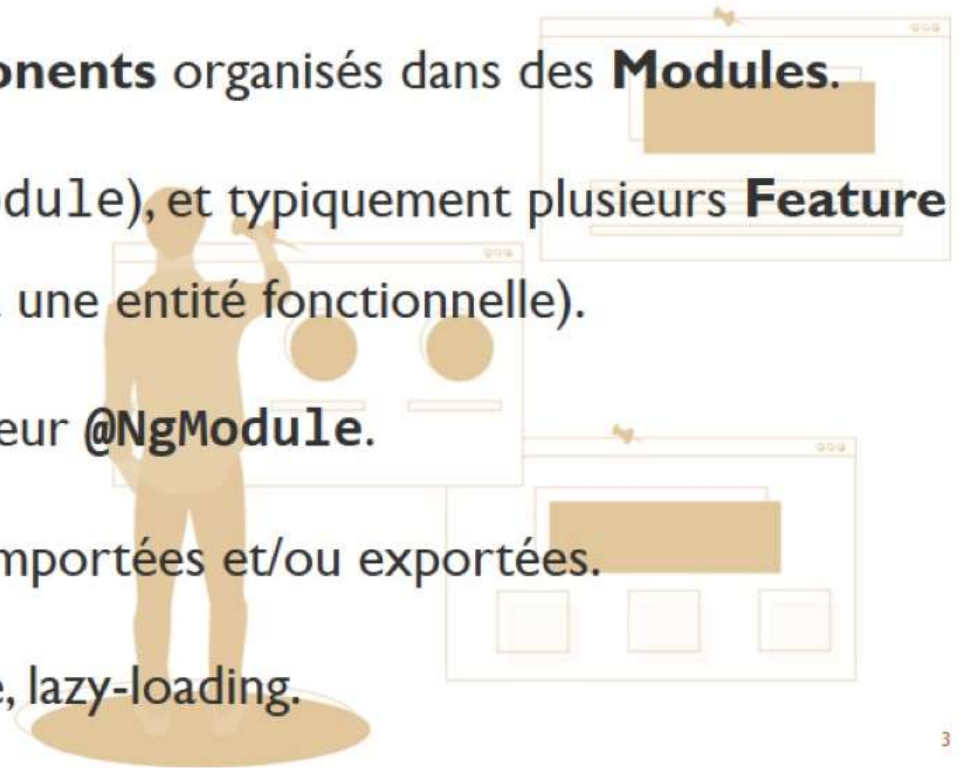 onents organisés dans des Modules.
dule), et typiquement plusieurs Feature
une entité fonctionnelle).
eur @NgModule.
mportées et/ou exportées.
e, lazy-loading.
3